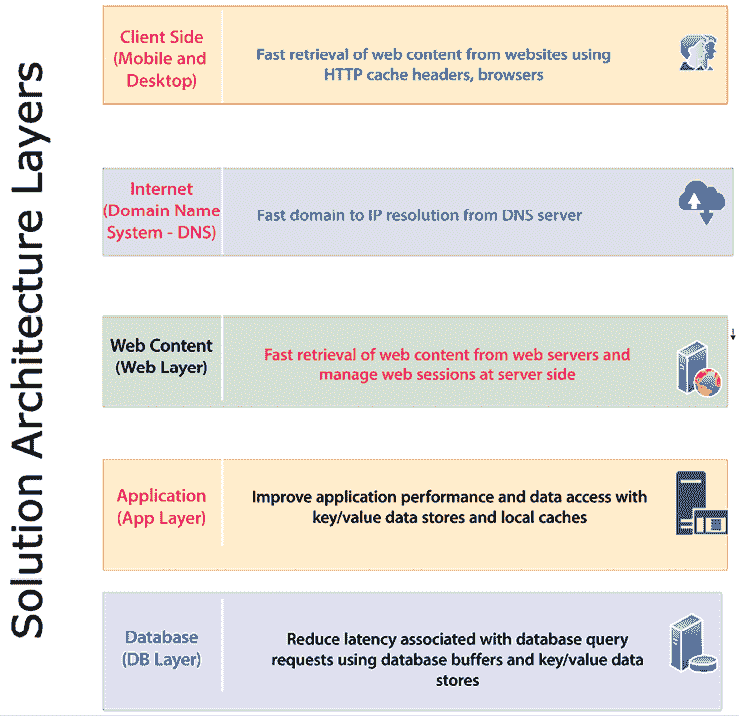 Solution Architecture Layers
Client Side
(Mobile and
Desktop)
Fast retrieval of web content from websites using
HTTP cache headers, browsers
Internet
(Domain Name
System - DNS)
Fast domain to IP resolution from DNS server
Web Content
(Web Layer)
Fast retrieval of web content from web servers and
manage web sessions at server side
Application
(App Layer)
Improve application performance and data access with
key/value data stores and local caches
Database
(DB Layer)
Reduce latency associated with database query
requests using database buffers and key/value data
stores